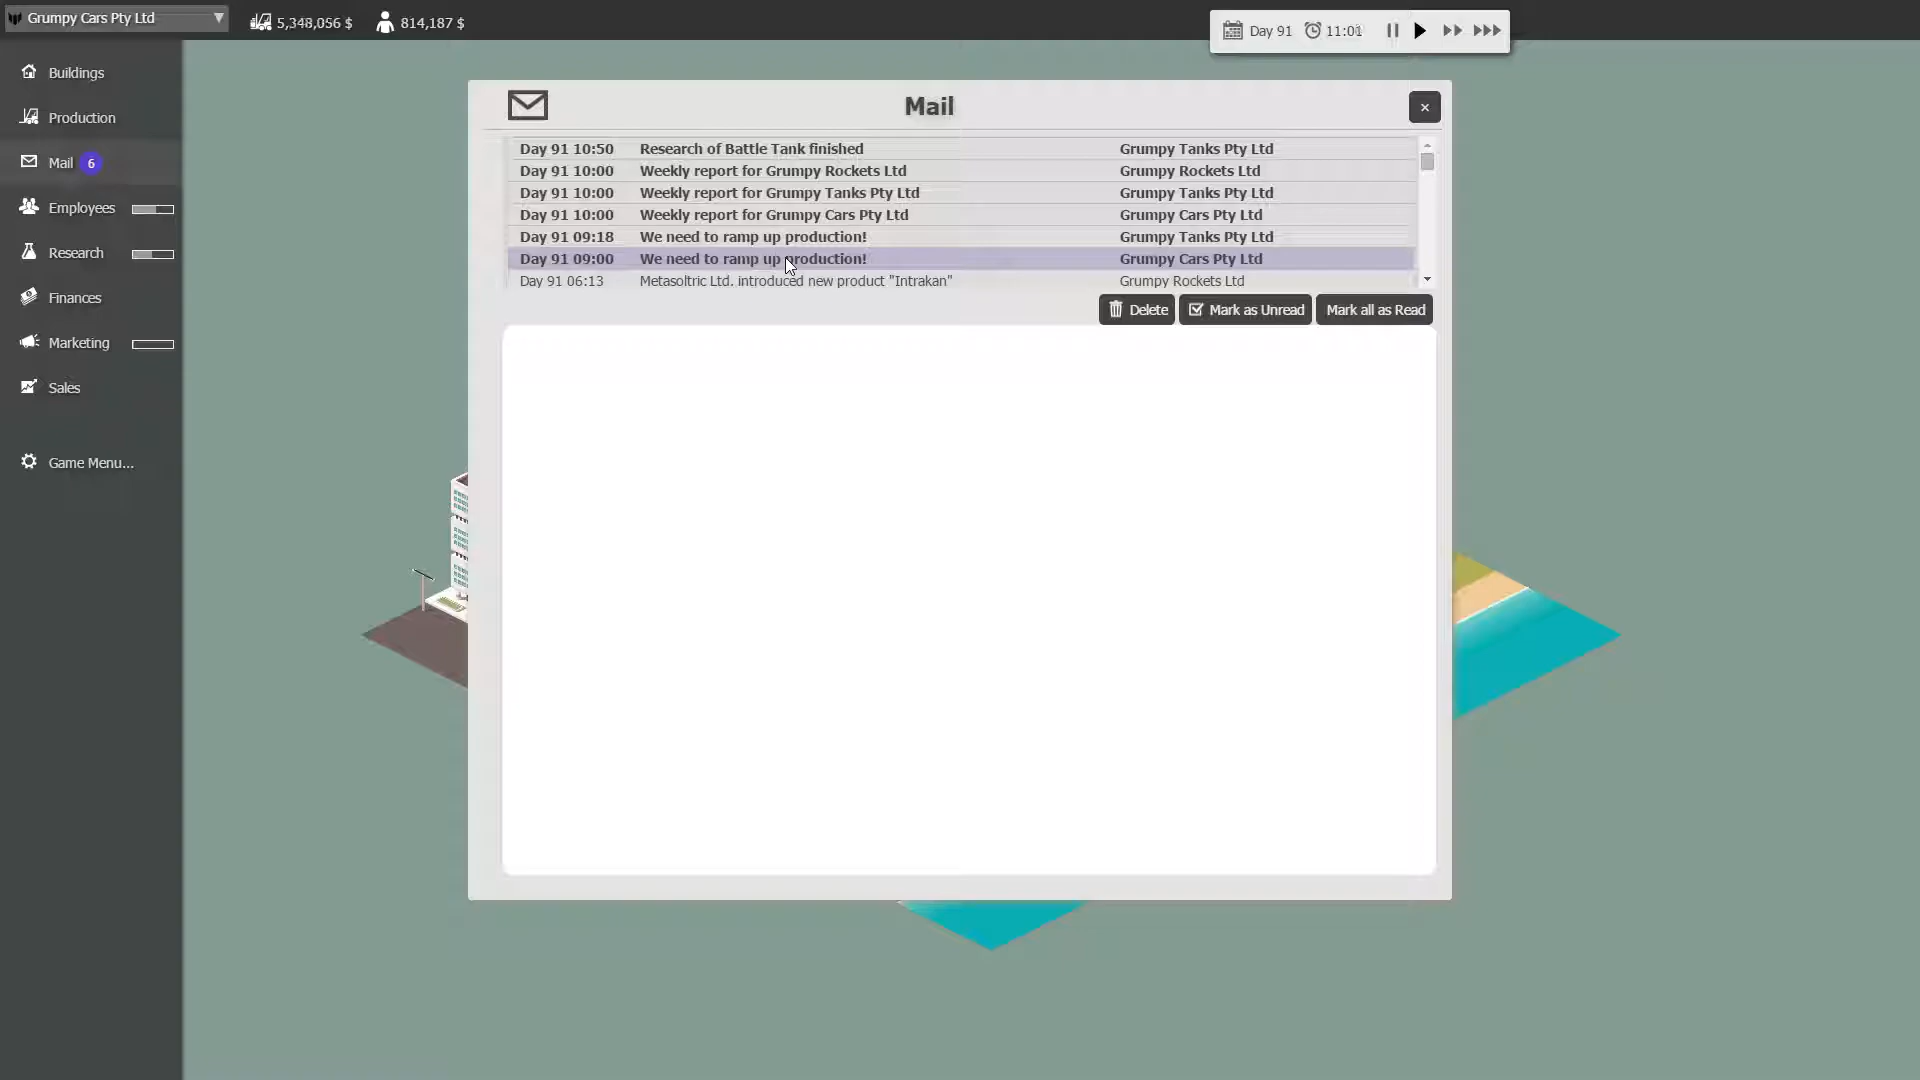 Grumpy Cars Pty Ltd ▼ 5,348,056 $ 814,187 $ Day 91 11:01
Buildings
Production
Mail 6
Employees
Research
Finances
Marketing
Sales
Game Menu...
Mail ×
Day 91 10:50 Research of Battle Tank finished Grumpy Tanks Pty Ltd
Day 91 10:00 Weekly report for Grumpy Rockets Ltd Grumpy Rockets Ltd
Day 91 10:00 Weekly report for Grumpy Tanks Pty Ltd Grumpy Tanks Pty Ltd
Day 91 10:00 Weekly report for Grumpy Cars Pty Ltd Grumpy Cars Pty Ltd
Day 91 09:18 We need to ramp up production! Grumpy Tanks Pty Ltd
Day 91 09:00 We need to ramp up production! Grumpy Cars Pty Ltd
Day 91 06:13 Metasoltric Ltd. introduced new product "Intrakan" Grumpy Rockets Ltd
Delete Mark as Unread Mark all as Read